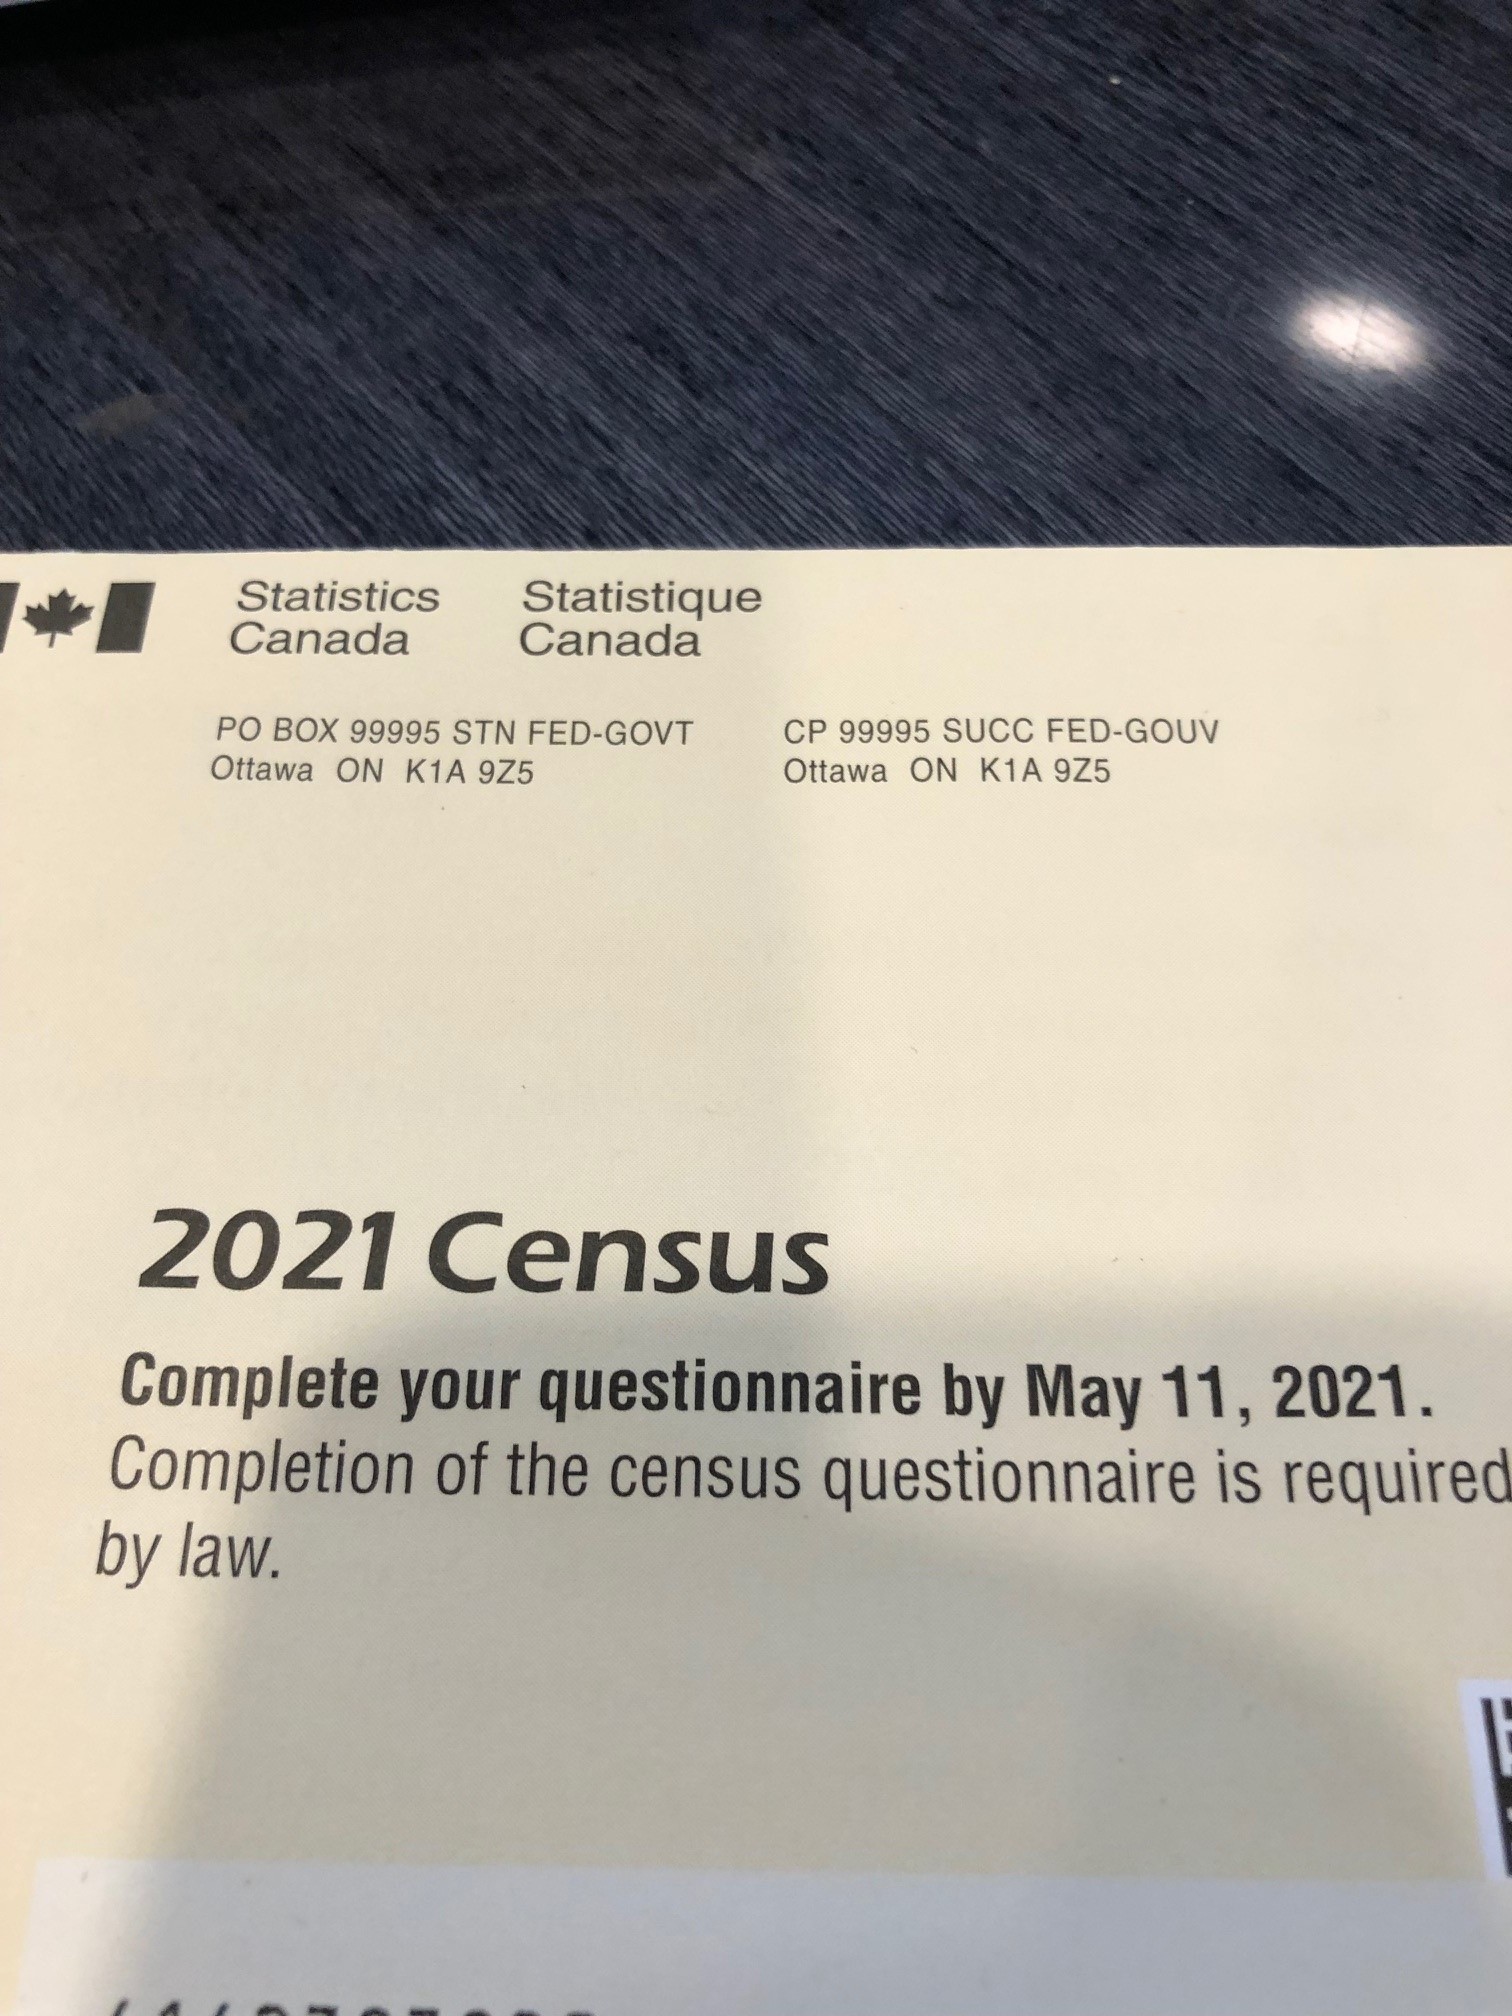 Statistics Statistique
Canada Canada
PO BOX 99995 STN FED-GOVT CP 99995 SUCC FED-GOUV
Ottawa ON K1A 9Z5 Ottawa ON K1A 9Z5
2021 Census
Complete your questionnaire by May 11, 2021.
Completion of the census questionnaire is required
by law.